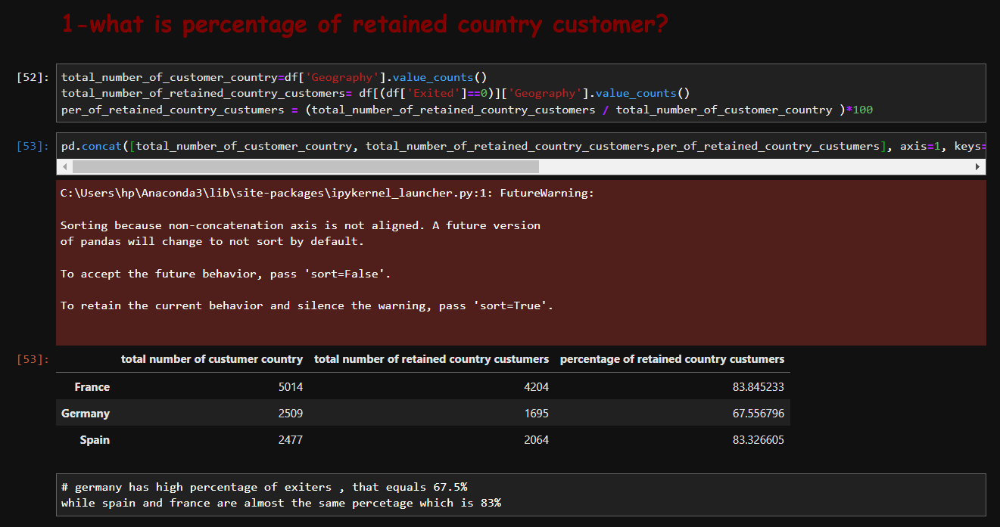 1-what is percentage of retained country customer?
[52]:
total_number_of_customer_country=df['Geography'].value_counts()
total_number_of_retained_country_customers= df[(df['Exited']==0)]['Geography'].value_counts()
per_of_retained_country_custumers = (total_number_of_retained_country_customers / total_number_of_customer_country )*100
[53]:
pd.concat([total_number_of_customer_country, total_number_of_retained_country_customers,per_of_retained_country_custumers], axis=1, keys=
C:\Users\hp\Anaconda3\lib\site-packages\ipykernel_launcher.py:1: FutureWarning:
Sorting because non-concatenation axis is not aligned. A future version
of pandas will change to not sort by default.
To accept the future behavior, pass 'sort=False'.
To retain the current behavior and silence the warning, pass 'sort=True'.
[53]:
total number of custumer country total number of retained country custumers percentage of retained country custumers
France 5014 4204 83.845233
Germany 2509 1695 67.556796
Spain 2477 2064 83.326605
# germany has high percentage of exiters , that equals 67.5%
while spain and france are almost the same percetage which is 83%